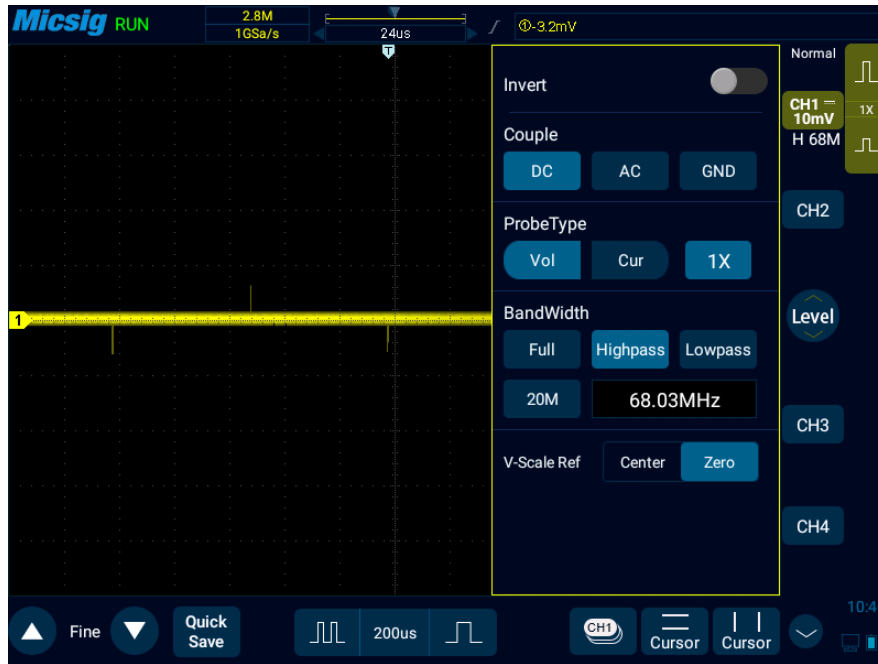 Micsig RUN
2.8M
1GSa/s
24us
①-3.2mV
T
Normal
Invert
CH1
10mV
1X
H 68M
Couple
DC AC GND
CH2
ProbeType
Vol Cur 1X
1
BandWidth
Level
Full Highpass Lowpass
20M 68.03MHz
CH3
V-Scale Ref Center Zero
CH4
10:4
Fine
Quick
Save
200us
CH1
Cursor
Cursor